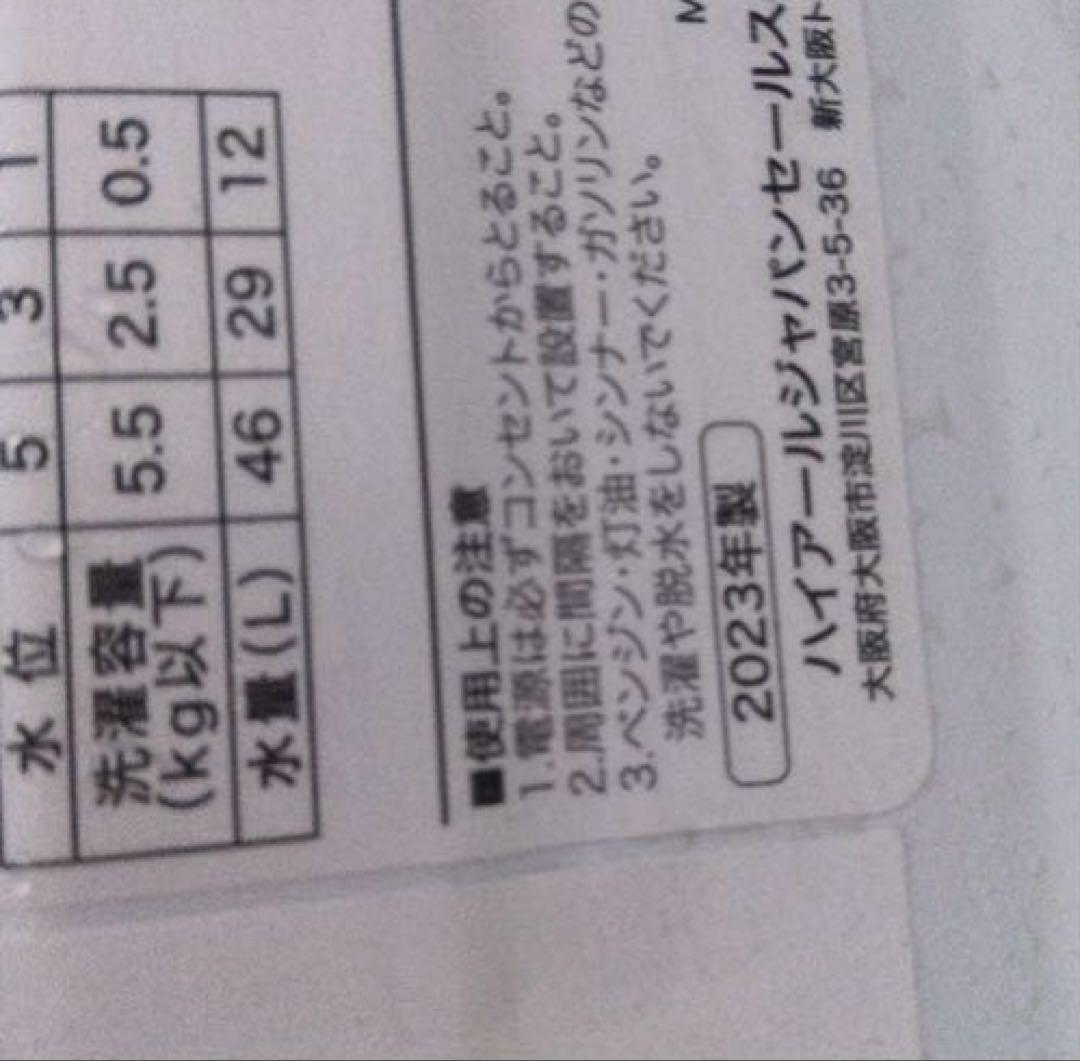 水位 5 3 1
洗濯容量 5.5 2.5 0.5
(kg以下)
水量(L) 46 29 12
■使用上の注意
1.電源は必ずコンセントからとること。
2.周囲に間隔をおいて設置すること。
3.ベンジン・灯油・シンナー・ガソリンなどの
洗濯や脱水をしないでください。
M
2023年製
ハイアールジャパンセールス
大阪府大阪市淀川区宮原3-5-36 新大阪ト